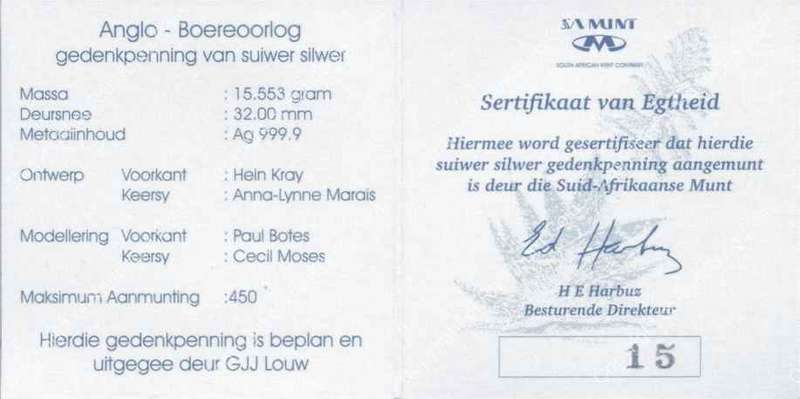 Anglo - Boereoorlog
gedenkpenning van suiwer silwer
Massa : 15.553 gram
Deursnee : 32.00 mm
Metaalinhoud : Ag 999.9
Ontwerp Voorkant : Hein Kray
Keersy : Anna-Lynne Marais
Modellering Voorkant : Paul Botes
Keersy : Cecil Moses
Maksimum Aanmunting :450
Hierdie gedenkpenning is beplan en
uitgegee deur GJJ Louw
SA MINT
SOUTH AFRICAN MINT COMPANY
Sertifikaat van Egtheid
Hiermee word gesertifiseer dat hierdie
suiwer silwer gedenkpenning aangemunt
is deur die Suid-Afrikaanse Munt
Ed Harbuz
H E Harbuz
Besturende Direkteur
15